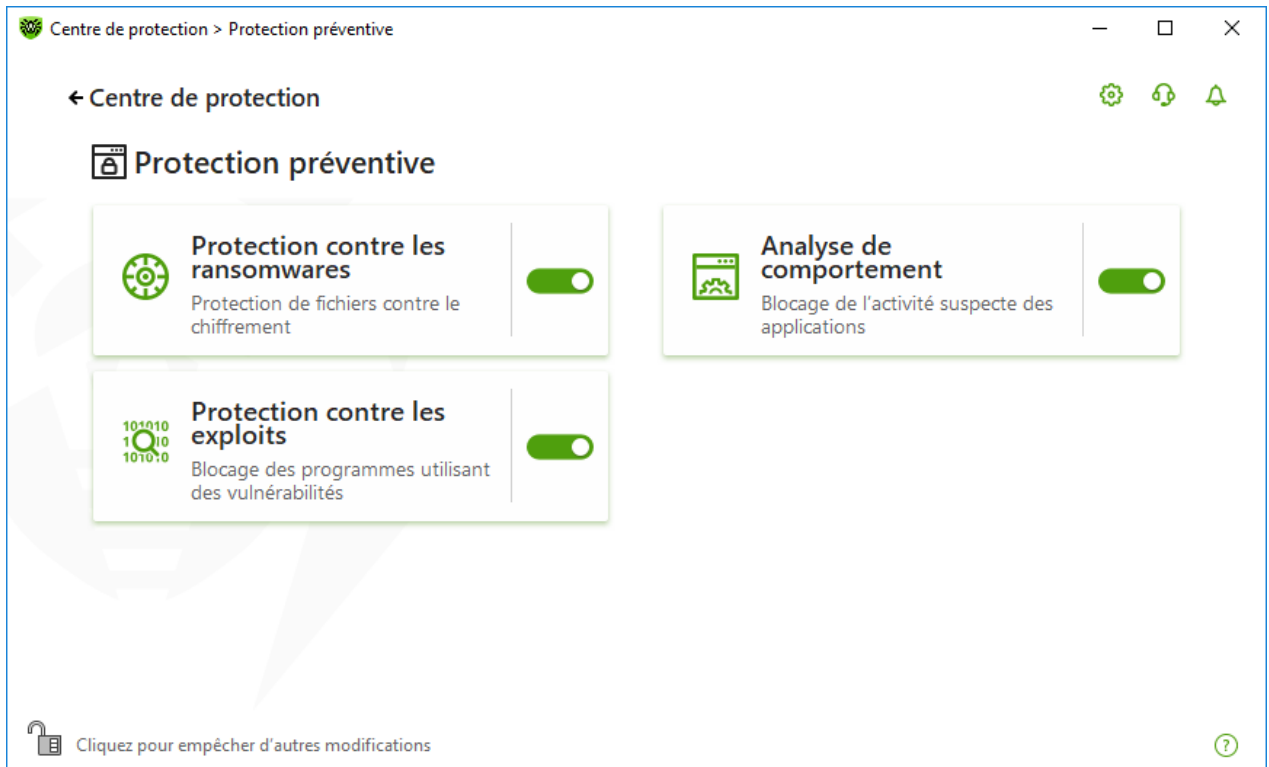 Centre de protection > Protection préventive
Centre de protection
Protection préventive
Protection contre les
ransomwares
Protection de fichiers contre le
chiffrement
Analyse de
comportement
Blocage de l'activité suspecte des
applications
Protection contre les
exploits
Blocage des programmes utilisant
des vulnérabilités
Cliquez pour empêcher d'autres modifications